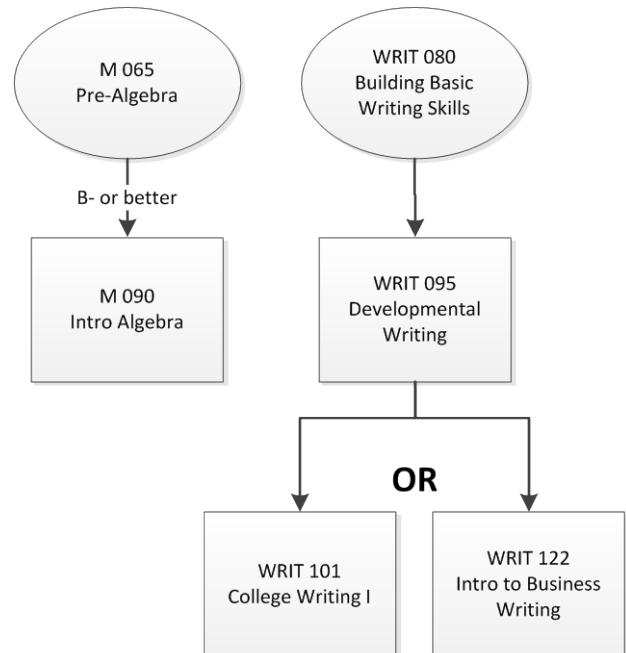 M 065
Pre-Algebra
B- or better
M 090
Intro Algebra
WRIT 080
Building Basic
Writing Skills
WRIT 095
Developmental
Writing
OR
WRIT 101
College Writing I
WRIT 122
Intro to Business
Writing